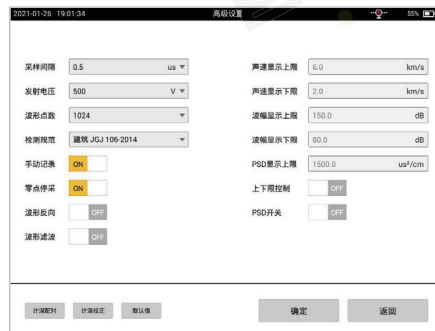 2021-01-26 19:01:34 高级设置 55%
采样间隔 0.5 us 声速显示上限 6.0 km/s
发射电压 500 V 声速显示下限 2.0 km/s
波形点数 1024 波幅显示上限 150.0 dB
检测规范 建筑 JGJ 106-2014 波幅显示下限 80.0 dB
手动记录 ON PSD显示上限 1500.0 us²/cm
零点停采 ON 上下限控制 OFF
波形反向 OFF PSD开关 OFF
波形滤波 OFF
计深配对 计深校正 默认值 确定 返回